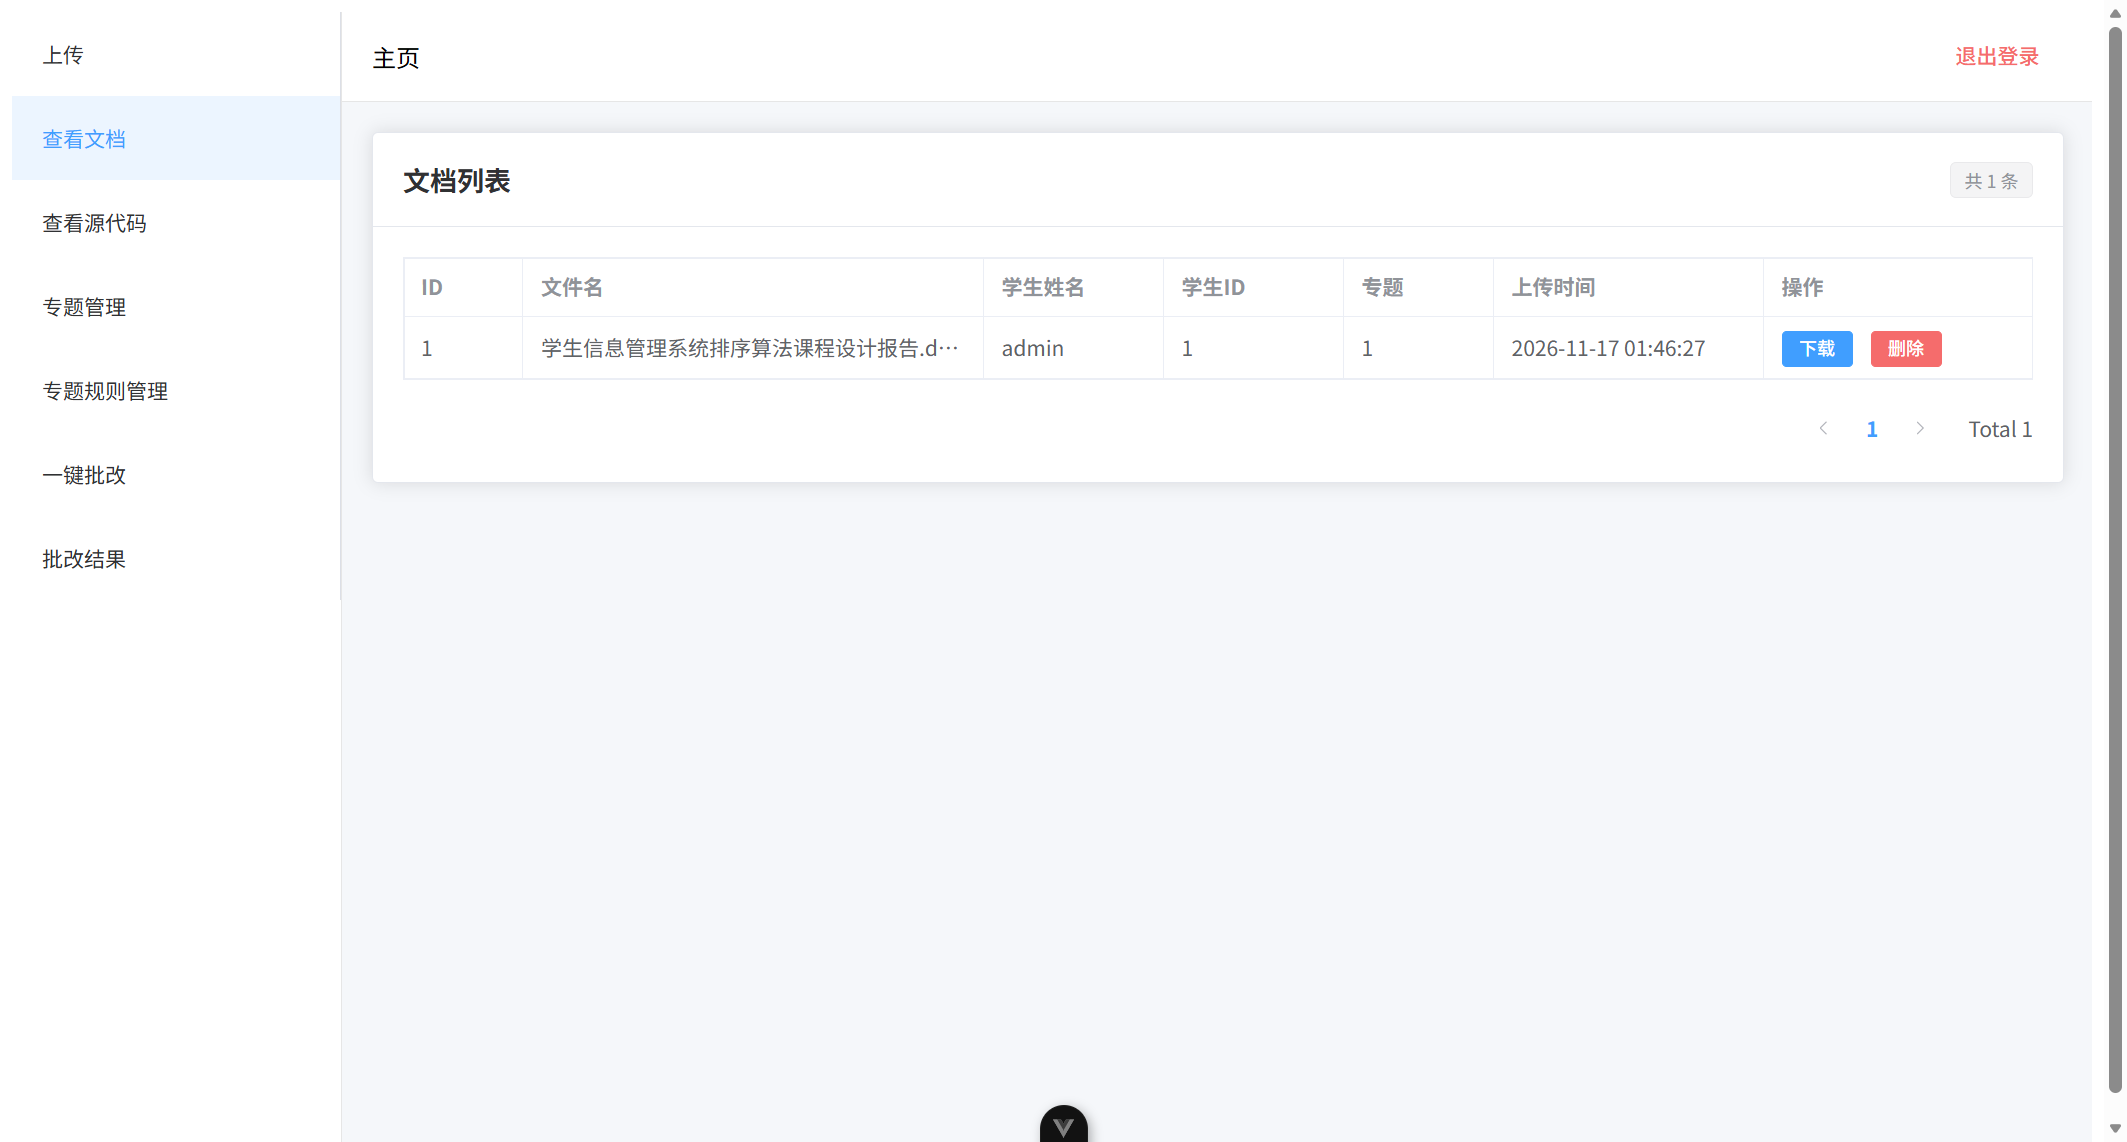 上传
查看文档
查看源代码
专题管理
专题规则管理
一键批改
批改结果
主页
退出登录
文档列表
共 1 条
ID 文件名 学生姓名 学生ID 专题 上传时间 操作
1 学生信息管理系统排序算法课程设计报告.d… admin 1 1 2026-11-17 01:46:27 下载 删除
1 Total 1